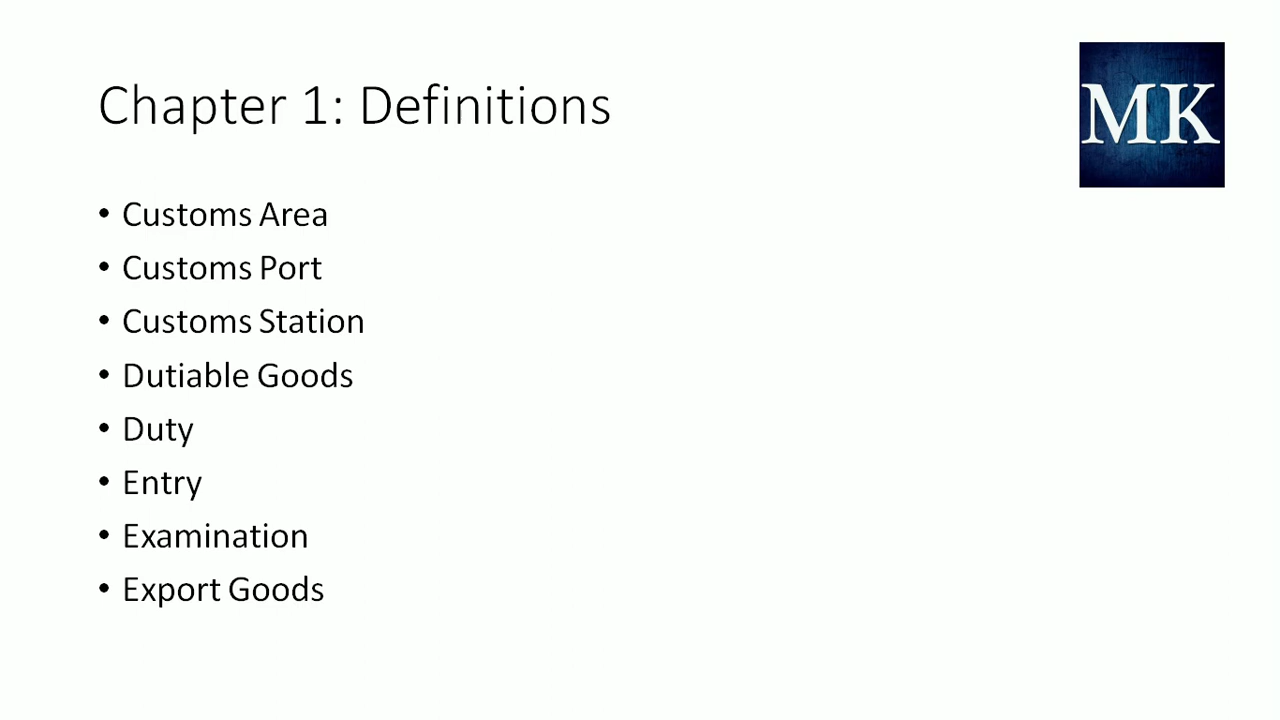 Chapter 1: Definitions
MK
• Customs Area
• Customs Port
• Customs Station
• Dutiable Goods
• Duty
• Entry
• Examination
• Export Goods